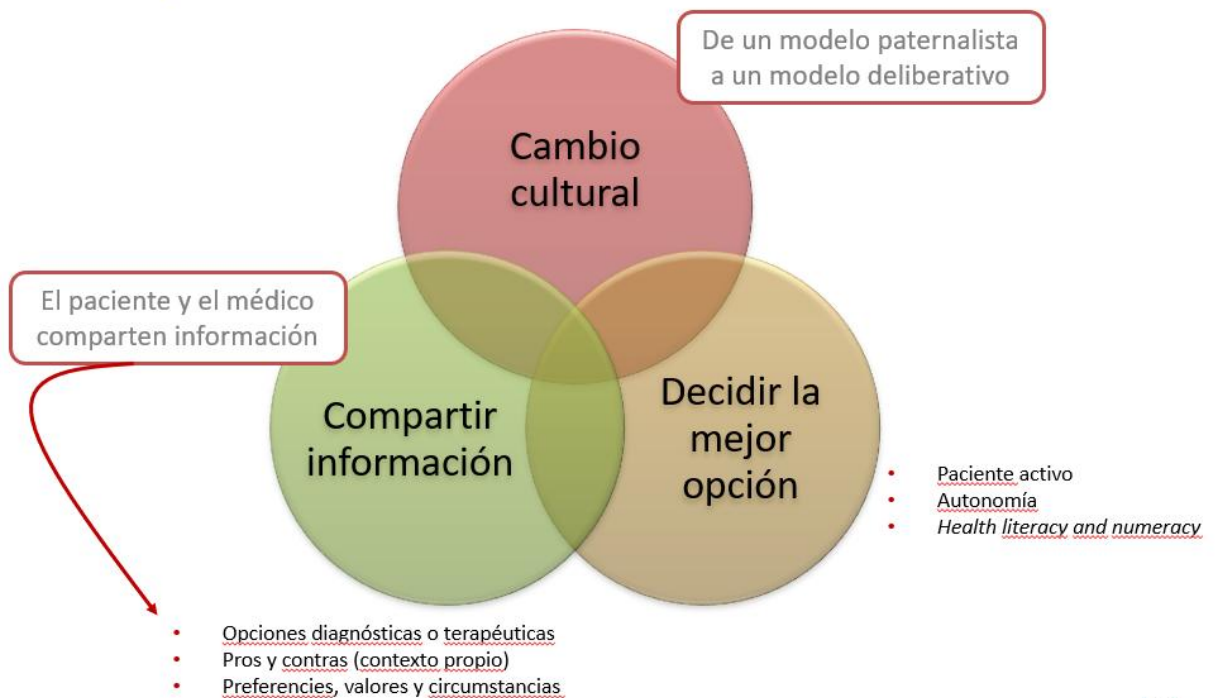 De un modelo paternalista
a un modelo deliberativo
Cambio
cultural
El paciente y el médico
comparten información
Compartir
información
Decidir la
mejor
opción
• Paciente activo
• Autonomía
• Health literacy and numeracy
• Opciones diagnósticas o terapéuticas
• Pros y contras (contexto propio)
• Preferencies, valores y circumstancias